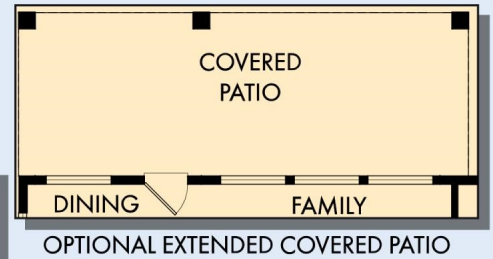 COVERED
PATIO
DINING
FAMILY
OPTIONAL EXTENDED COVERED PATIO